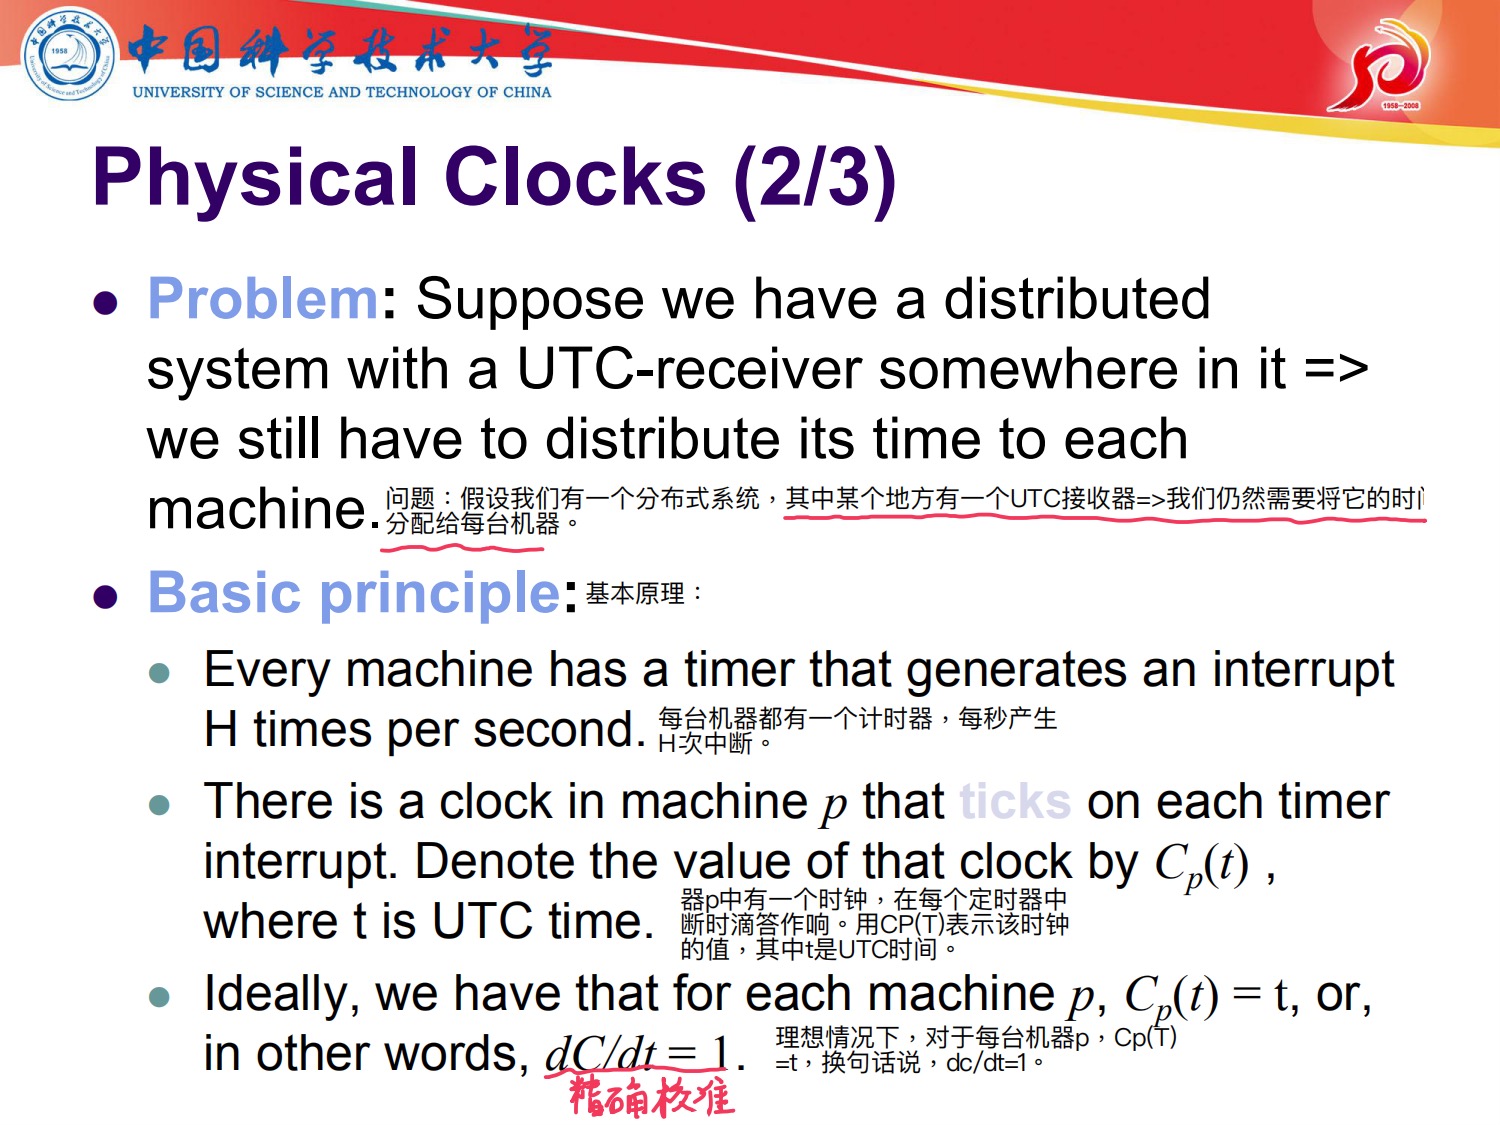 1958
中国科学技术大学
UNIVERSITY OF SCIENCE AND TECHNOLOGY OF CHINA
1958--2008
Physical Clocks (2/3)
Problem: Suppose we have a distributed
system with a UTC-receiver somewhere in it =>
we still have to distribute its time to each
machine.
问题：假设我们有一个分布式系统，其中某个地方有一个UTC接收器=>我们仍然需要将它的时
分配给每台机器。
Basic principle: 基本原理：
Every machine has a timer that generates an interrupt
H times per second.
每台机器都有一个计时器，每秒产生
H次中断。
There is a clock in machine p that ticks on each timer
interrupt. Denote the value of that clock by Cp(t) ,
where t is UTC time.
器p中有一个时钟，在每个定时器中
断时滴答作响。用CP(T)表示该时钟
的值，其中t是UTC时间。
Ideally, we have that for each machine p, Cp(t) = t, or,
in other words, dC/dt = 1.
理想情况下，对于每台机器p，Cp(T)
=t，换句话说，dc/dt=1。
精确校准